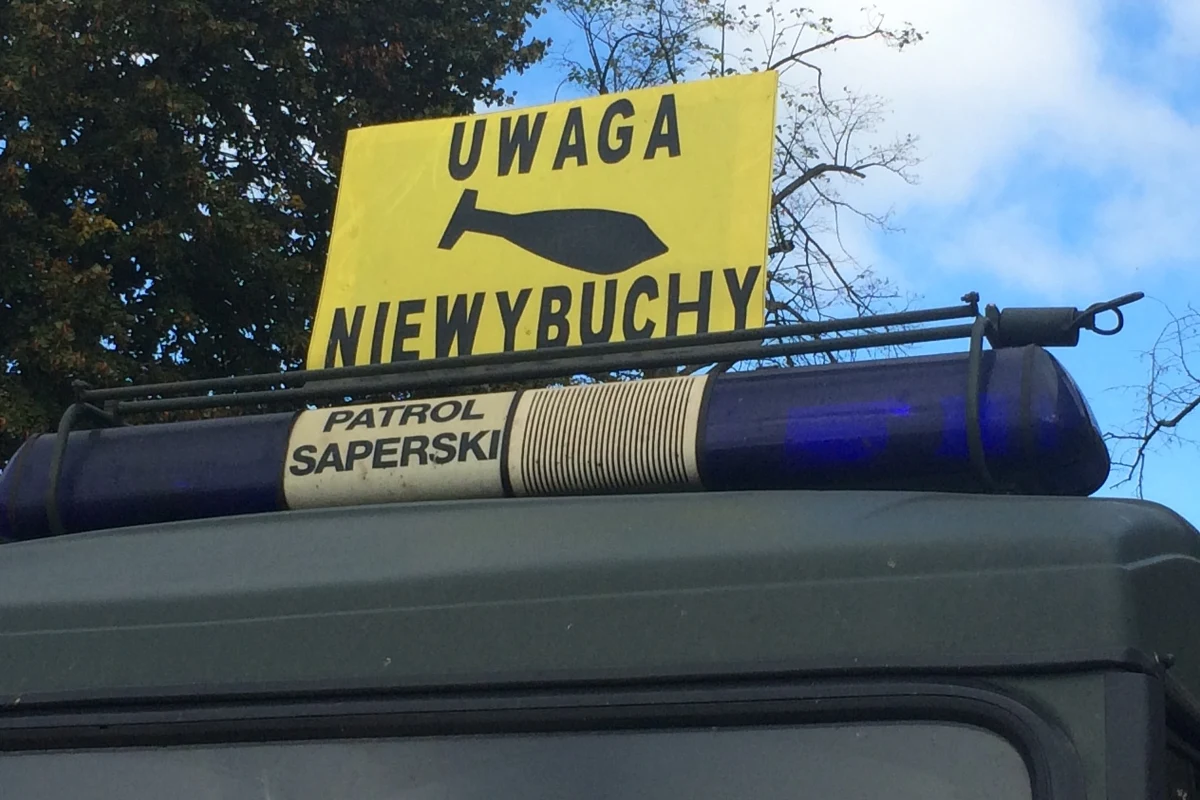 UWAGA
NIEWYBUCHY
PATROL
SAPERSKI